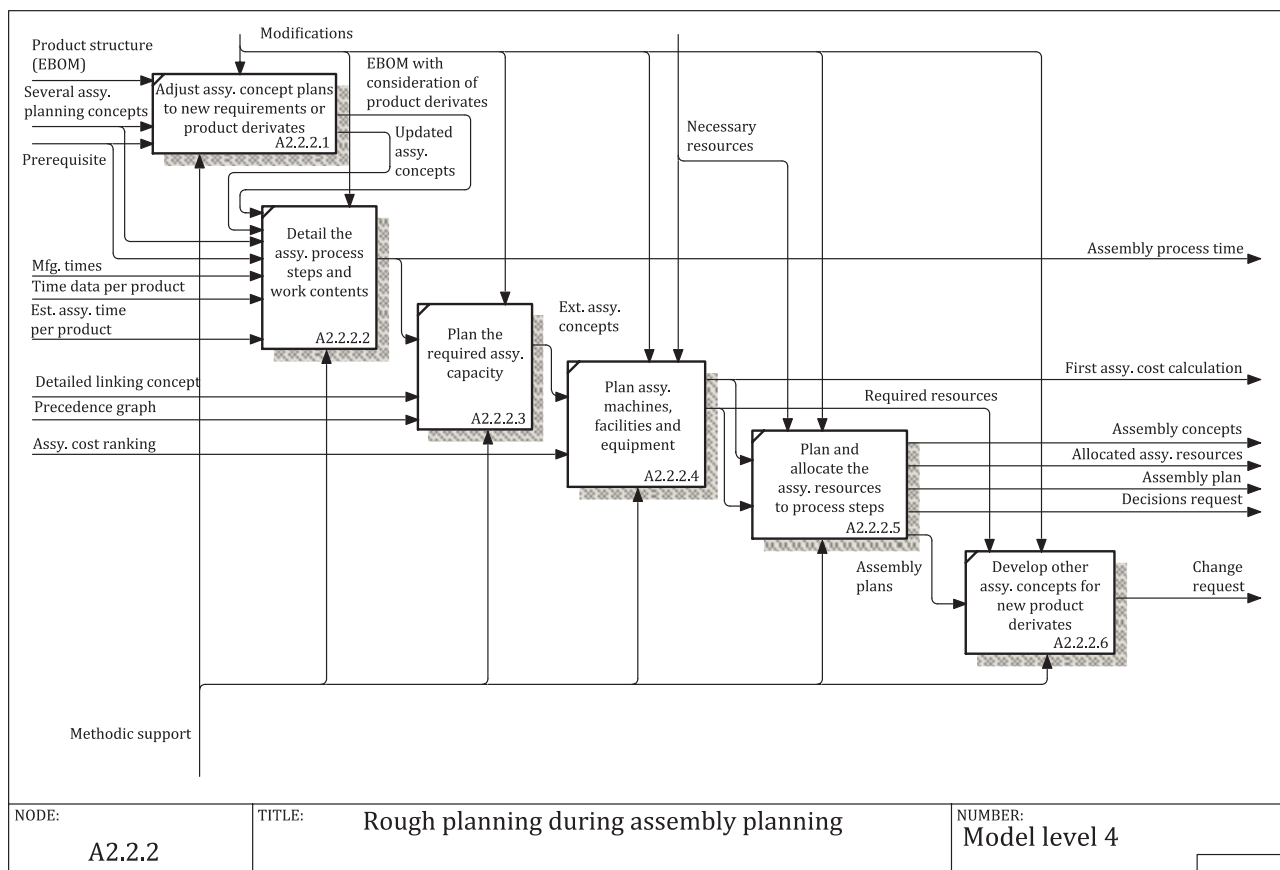 Modifications
Product structure
(EBOM)
Several assy.
planning concepts
Prerequisite
Adjust assy. concept plans
to new requirements or
product derivates
A2.2.2.1
EBOM with
consideration of
product derivates
Updated
assy.
concepts
Necessary
resources
Detail the
assy. process
steps and
work contents
A2.2.2.2
Mfg. times
Time data per product
Est. assy. time
per product
Assembly process time
Plan the
required assy.
capacity
A2.2.2.3
Ext. assy.
concepts
Detailed linking concept
Precedence graph
Assy. cost ranking
Plan assy.
machines,
facilities and
equipment
A2.2.2.4
First assy. cost calculation
Required resources
Plan and
allocate the
assy. resources
to process steps
A2.2.2.5
Assembly concepts
Allocated assy. resources
Assembly plan
Decisions request
Assembly
plans
Develop other
assy. concepts for
new product
derivates
A2.2.2.6
Change
request
Methodic support
NODE:
A2.2.2
TITLE:
Rough planning during assembly planning
NUMBER:
Model level 4